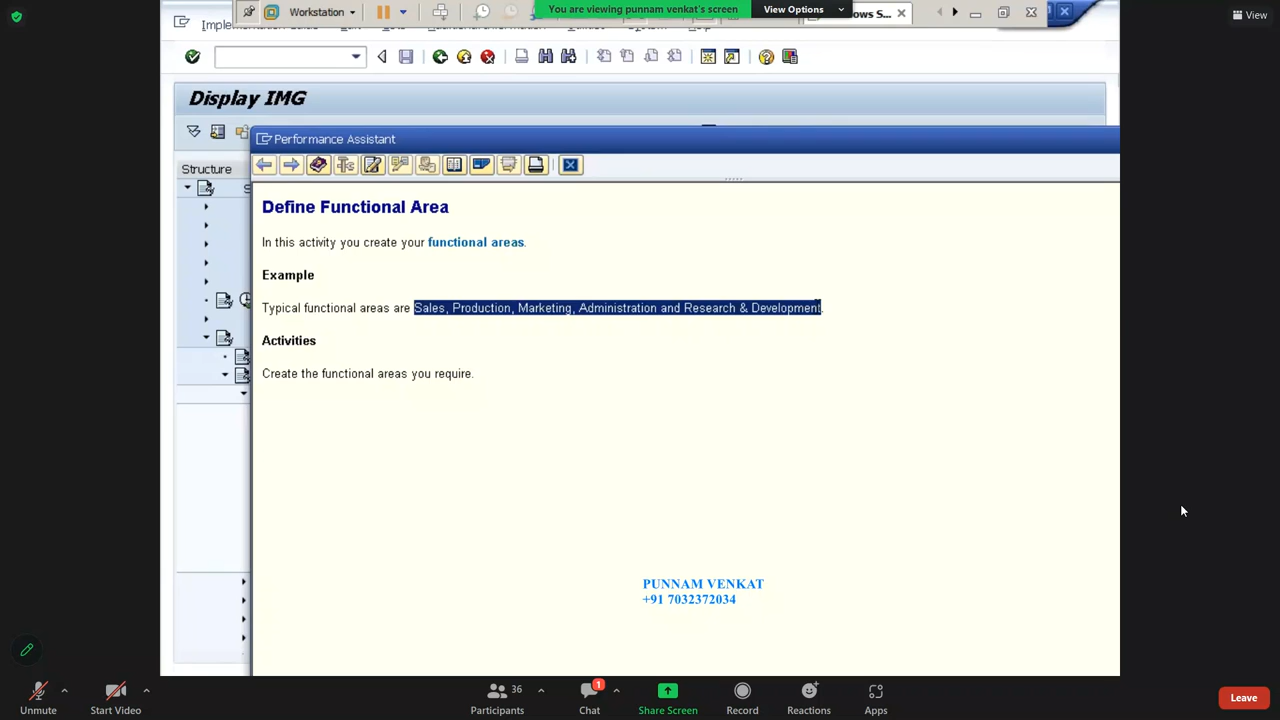 Workstation
You are viewing punnam venkat's screen
View Options
ows S...
View
Display IMG
Performance Assistant
Structure
S
Define Functional Area
In this activity you create your functional areas.
Example
Typical functional areas are Sales, Production, Marketing, Administration and Research & Development.
Activities
Create the functional areas you require.
PUNNAM VENKAT
+91 7032372034
Unmute
Start Video
36
Participants
1
Chat
Share Screen
Record
Reactions
Apps
Leave